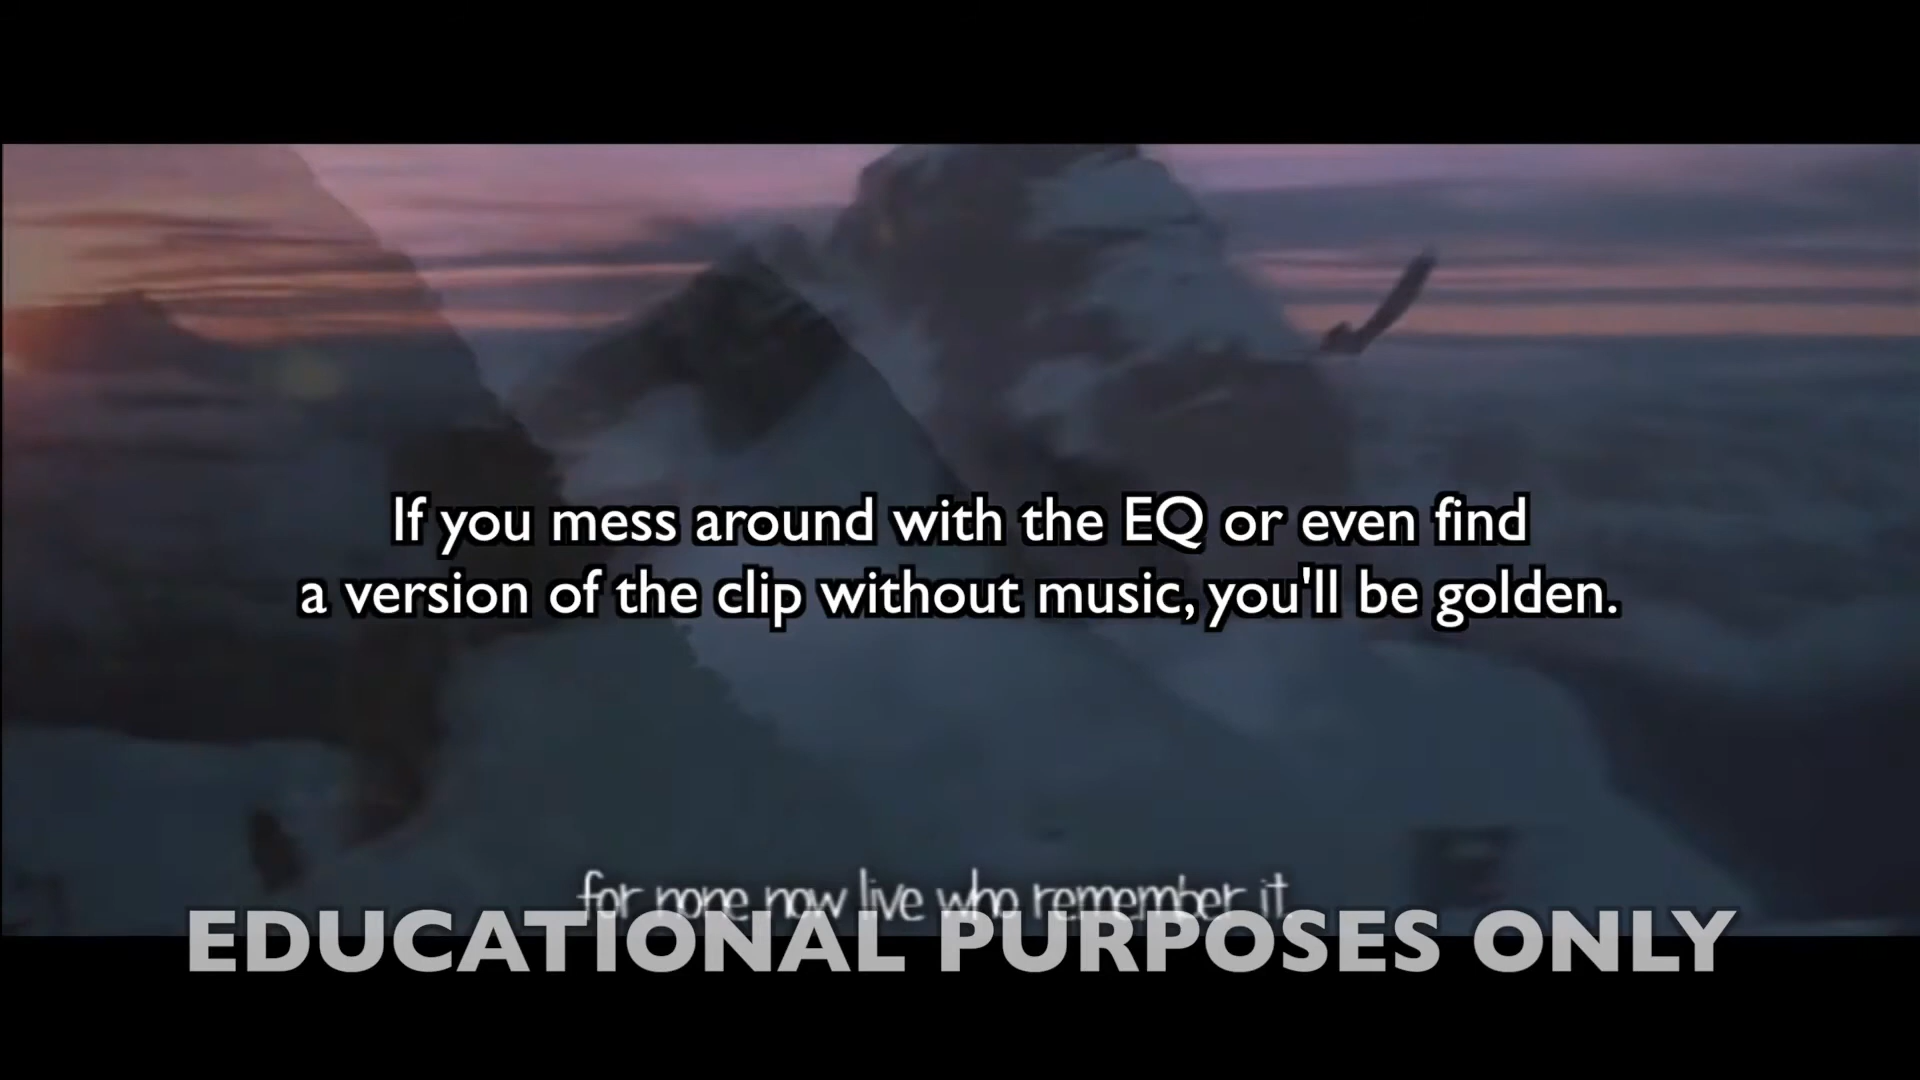 If you mess around with the EQ or even find
a version of the clip without music, you'll be golden.
for none now live who remember it.
EDUCATIONAL PURPOSES ONLY